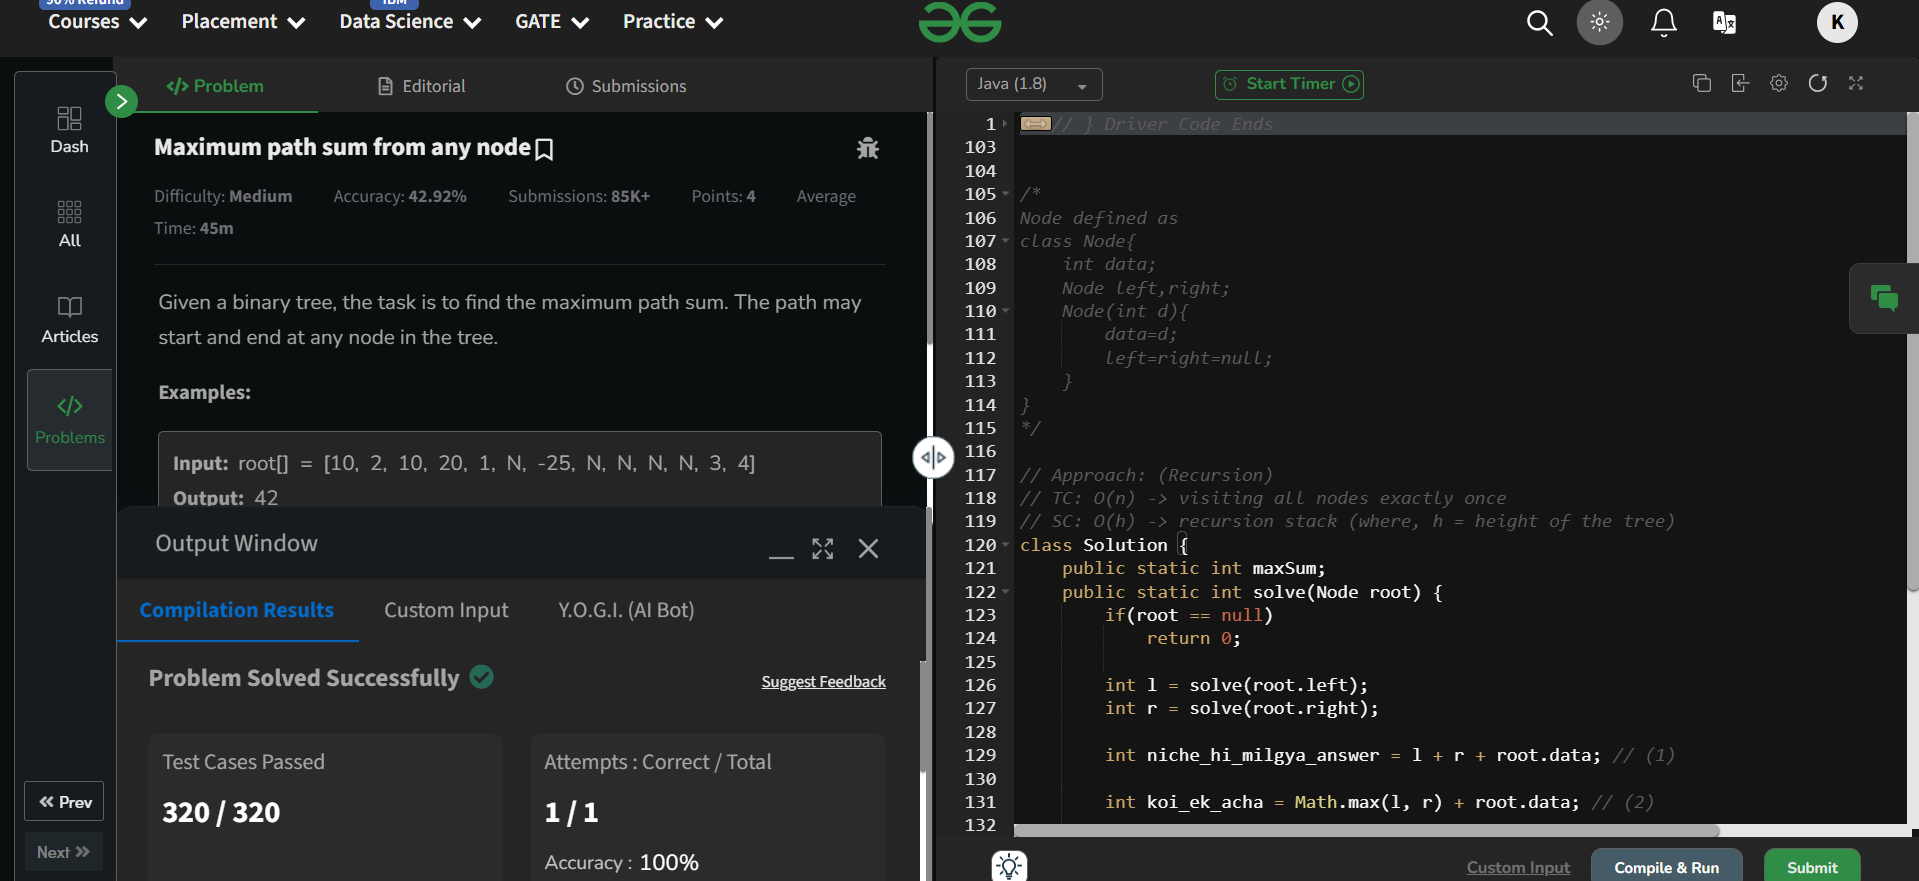 90% Refund
IBM
Courses
Placement
Data Science
GATE
Practice
K
Dash
All
Articles
Problems
Prev
Next
Problem
Editorial
Submissions
Maximum path sum from any node
Difficulty: Medium Accuracy: 42.92% Submissions: 85K+ Points: 4 Average
Time: 45m
Given a binary tree, the task is to find the maximum path sum. The path may
start and end at any node in the tree.
Examples:
Input: root[] = [10, 2, 10, 20, 1, N, -25, N, N, N, N, 3, 4]
Output: 42
Output Window
Compilation Results
Custom Input
Y.O.G.I. (AI Bot)
Problem Solved Successfully
Suggest Feedback
Test Cases Passed
320 / 320
Attempts : Correct / Total
1 / 1
Accuracy : 100%
Java (1.8)
Start Timer
1 // } Driver Code Ends
103
104
105 /*
106 Node defined as
107 class Node{
108 int data;
109 Node left,right;
110 Node(int d){
111 data=d;
112 left=right=null;
113 }
114 }
115 */
116
117 // Approach: (Recursion)
118 // TC: O(n) -> visiting all nodes exactly once
119 // SC: O(h) -> recursion stack (where, h = height of the tree)
120 class Solution {
121 public static int maxSum;
122 public static int solve(Node root) {
123 if(root == null)
124 return 0;
125
126 int l = solve(root.left);
127 int r = solve(root.right);
128
129 int niche_hi_milgya_answer = l + r + root.data; // (1)
130
131 int koi_ek_acha = Math.max(l, r) + root.data; // (2)
132
Custom Input
Compile & Run
Submit